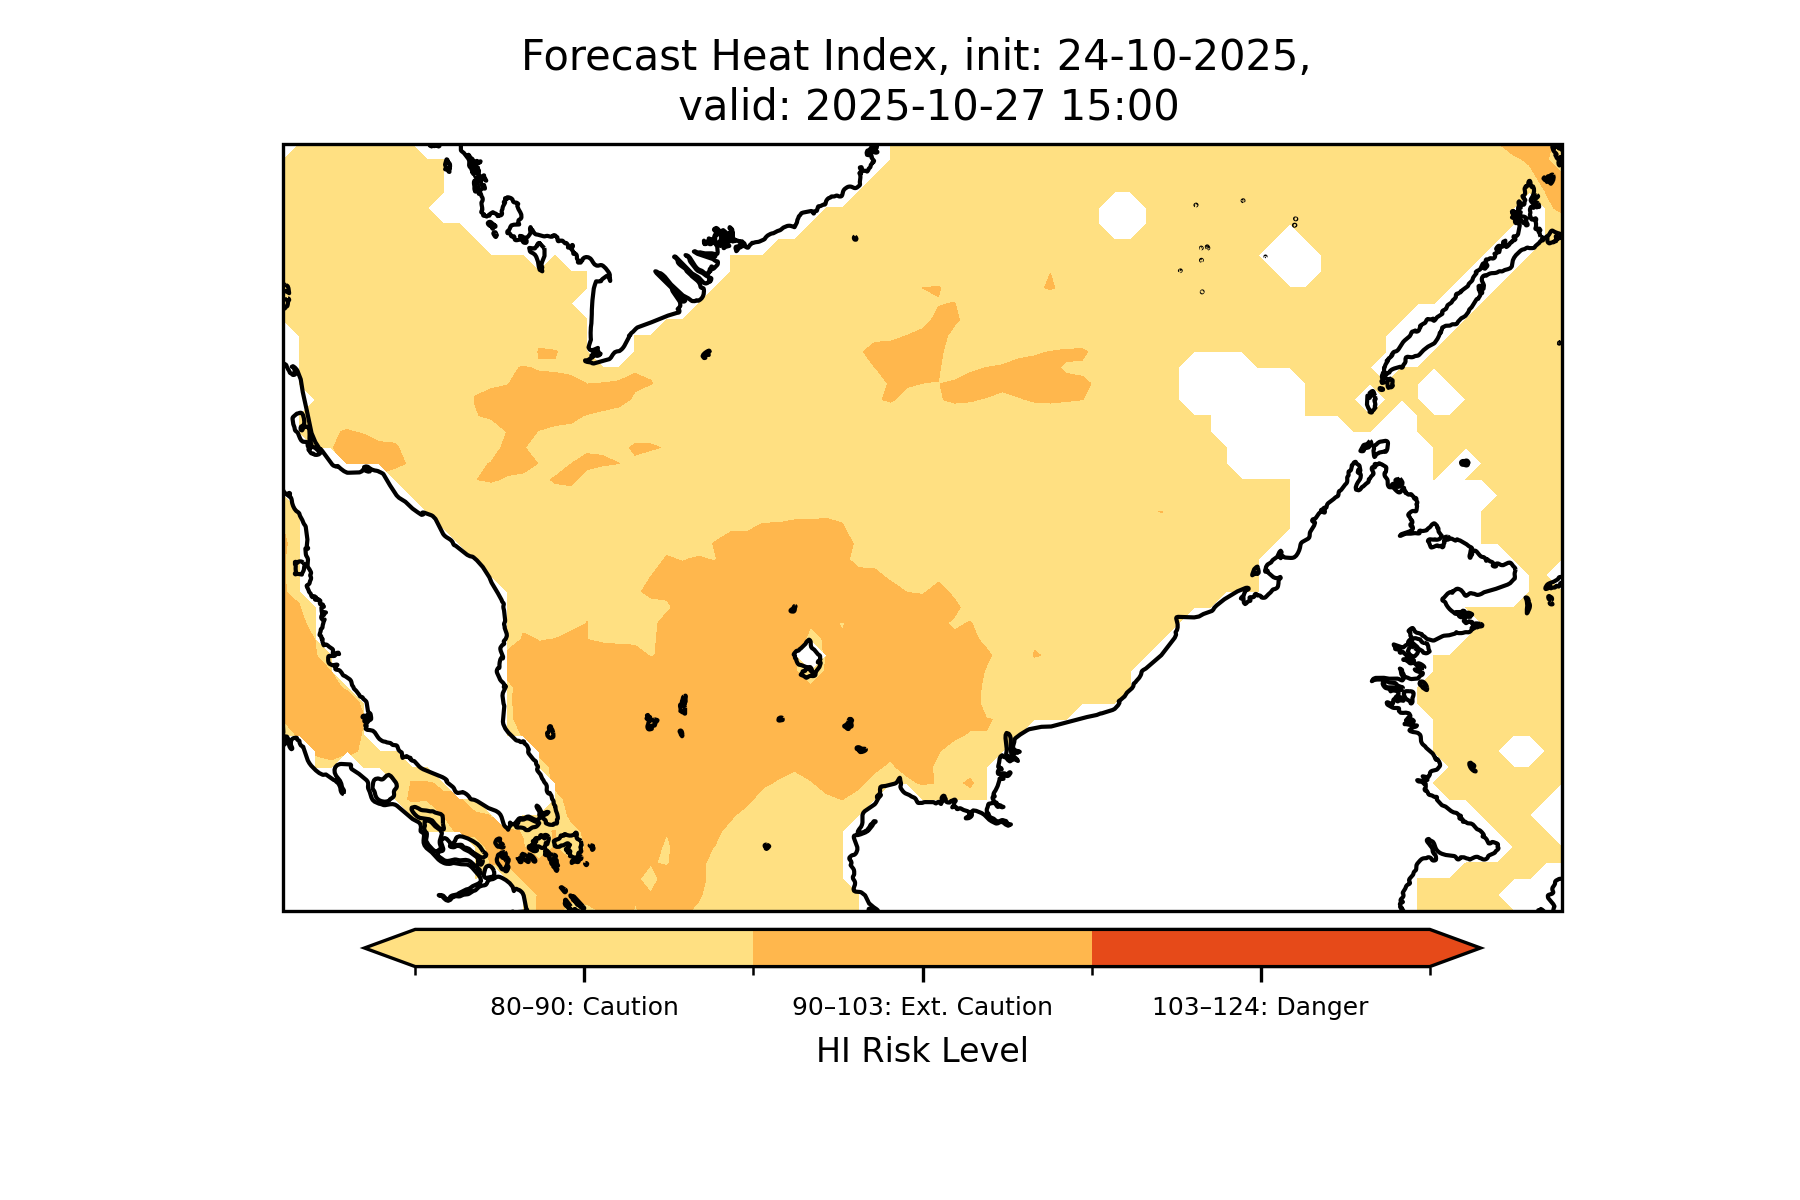 Forecast Heat Index, init: 24-10-2025,
valid: 2025-10-27 15:00
80–90: Caution
90–103: Ext. Caution
103–124: Danger
HI Risk Level